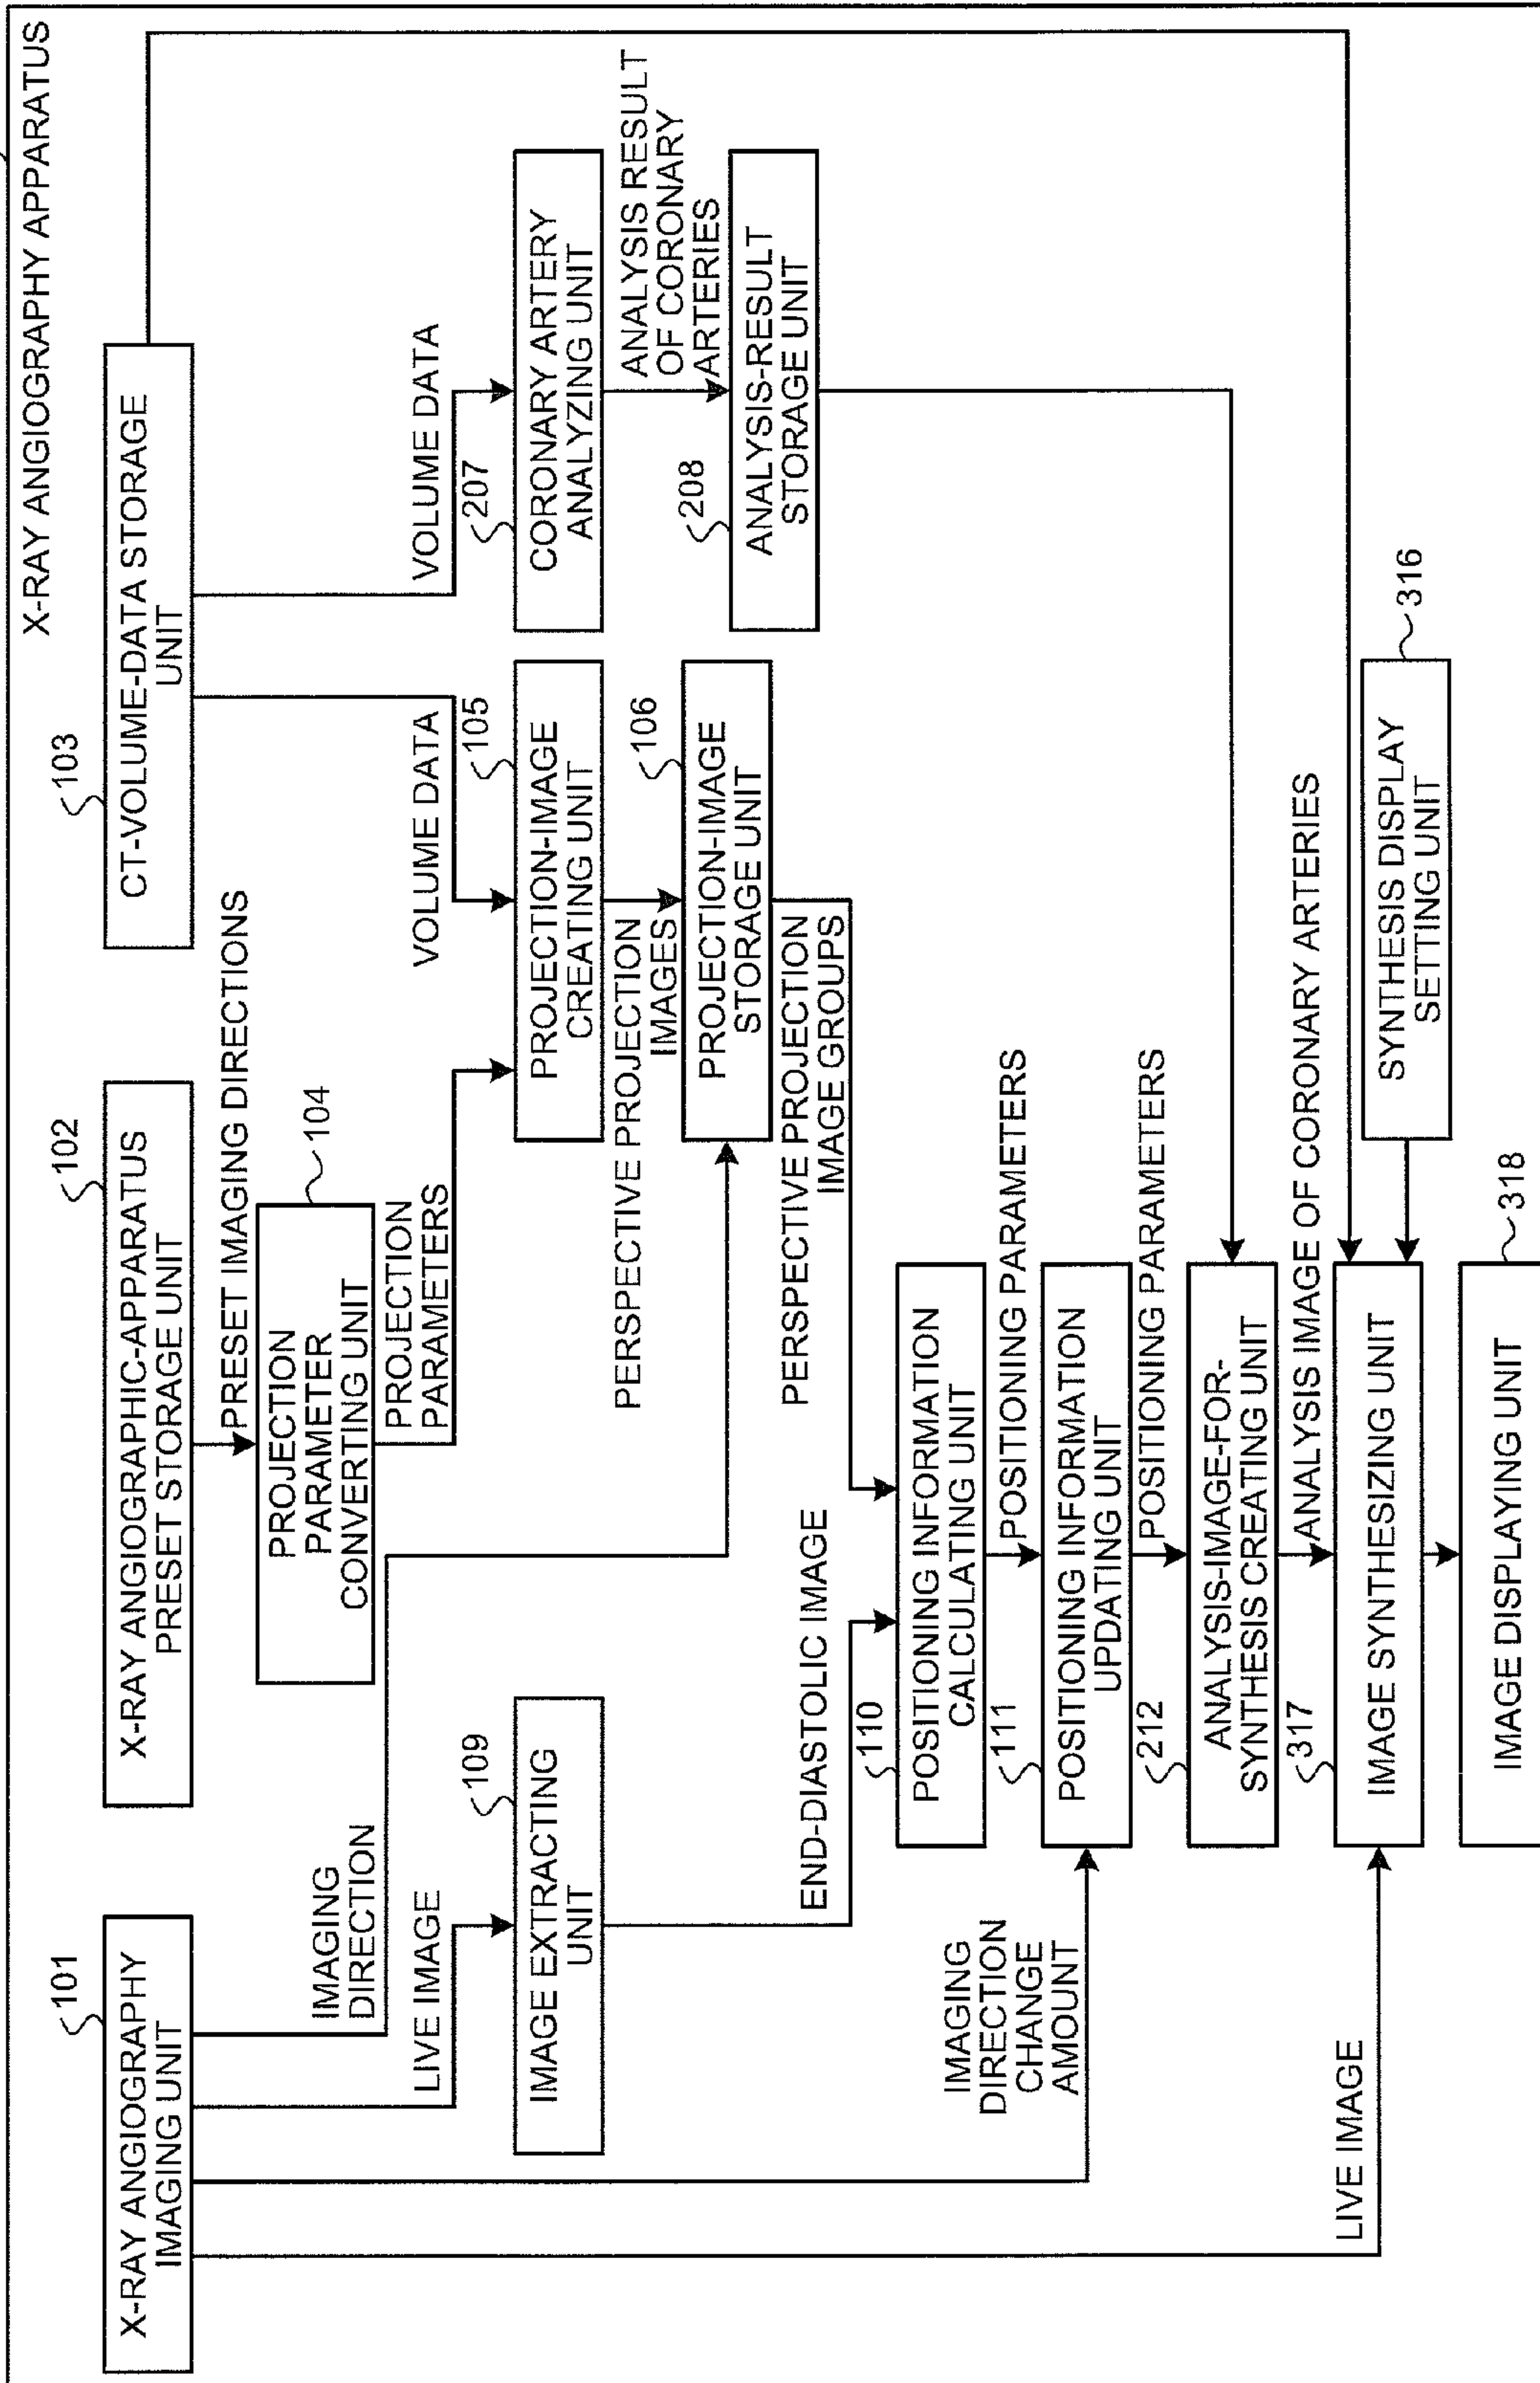 X-RAY ANGIOGRAPHY APPARATUS
101
X-RAY ANGIOGRAPHY
IMAGING UNIT
102
X-RAY ANGIOGRAPHIC-APPARATUS
PRESET STORAGE UNIT
103
CT-VOLUME-DATA STORAGE
UNIT
PRESET IMAGING DIRECTIONS
104
PROJECTION
PARAMETER
CONVERTING UNIT
IMAGING
DIRECTION
LIVE IMAGE
PROJECTION
PARAMETERS
VOLUME DATA
VOLUME DATA
109
IMAGE EXTRACTING
UNIT
105
PROJECTION-IMAGE
CREATING UNIT
207
CORONARY ARTERY
ANALYZING UNIT
PERSPECTIVE PROJECTION
IMAGES
ANALYSIS RESULT
OF CORONARY
ARTERIES
106
PROJECTION-IMAGE
STORAGE UNIT
208
ANALYSIS-RESULT
STORAGE UNIT
END-DIASTOLIC IMAGE
PERSPECTIVE PROJECTION
IMAGE GROUPS
110
POSITIONING INFORMATION
CALCULATING UNIT
IMAGING
DIRECTION
CHANGE
AMOUNT
POSITIONING PARAMETERS
111
POSITIONING INFORMATION
UPDATING UNIT
POSITIONING PARAMETERS
212
ANALYSIS-IMAGE-FOR-
SYNTHESIS CREATING UNIT
ANALYSIS IMAGE OF CORONARY ARTERIES
LIVE IMAGE
317
IMAGE SYNTHESIZING UNIT
SYNTHESIS DISPLAY
SETTING UNIT
316
318
IMAGE DISPLAYING UNIT